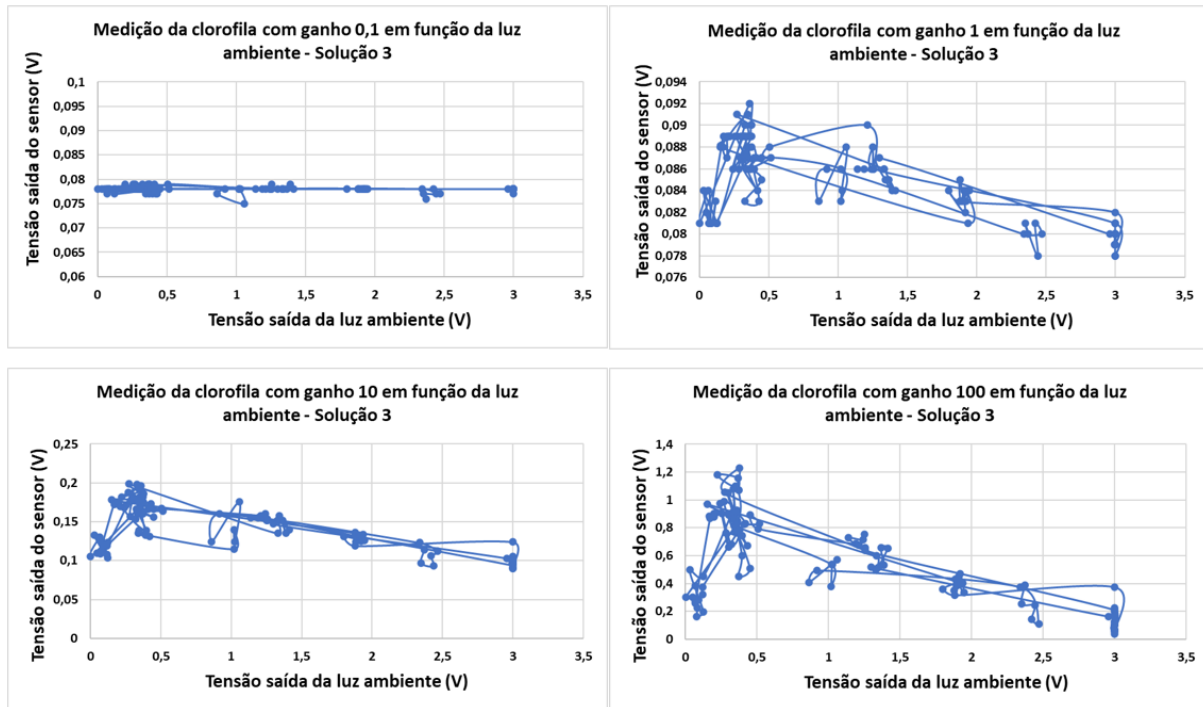 Medição da clorofila com ganho 0,1 em função da luz
ambiente - Solução 3
Tensão saída do sensor (V)
0,1
0,095
0,09
0,085
0,08
0,075
0,07
0,065
0,06
0 0,5 1 1,5 2 2,5 3 3,5
Tensão saída da luz ambiente (V)
Medição da clorofila com ganho 1 em função da luz
ambiente - Solução 3
Tensão saída do sensor (V)
0,094
0,092
0,09
0,088
0,086
0,084
0,082
0,08
0,078
0,076
0 0,5 1 1,5 2 2,5 3 3,5
Tensão saída da luz ambiente (V)
Medição da clorofila com ganho 10 em função da luz
ambiente - Solução 3
Tensão saída do sensor (V)
0,25
0,2
0,15
0,1
0,05
0
0 0,5 1 1,5 2 2,5 3 3,5
Tensão saída da luz ambiente (V)
Medição da clorofila com ganho 100 em função da luz
ambiente - Solução 3
Tensão saída do sensor (V)
1,4
1,2
1
0,8
0,6
0,4
0,2
0
0 0,5 1 1,5 2 2,5 3 3,5
Tensão saída da luz ambiente (V)